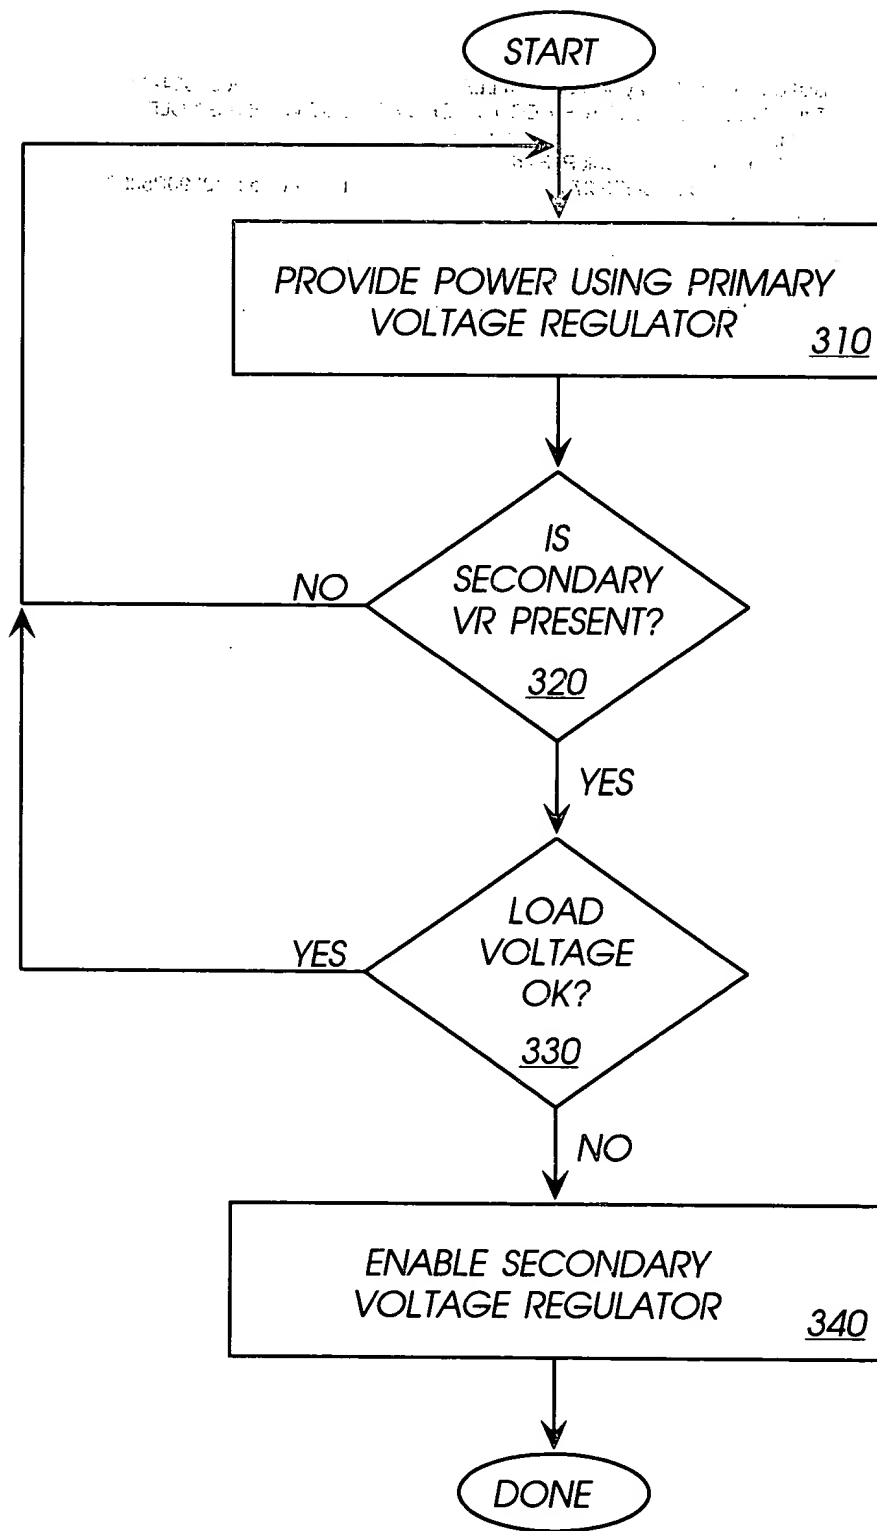 START
PROVIDE POWER USING PRIMARY
VOLTAGE REGULATOR
310
IS
SECONDARY
VR PRESENT?
320
NO
YES
LOAD
VOLTAGE
OK?
330
YES
NO
ENABLE SECONDARY
VOLTAGE REGULATOR
340
DONE